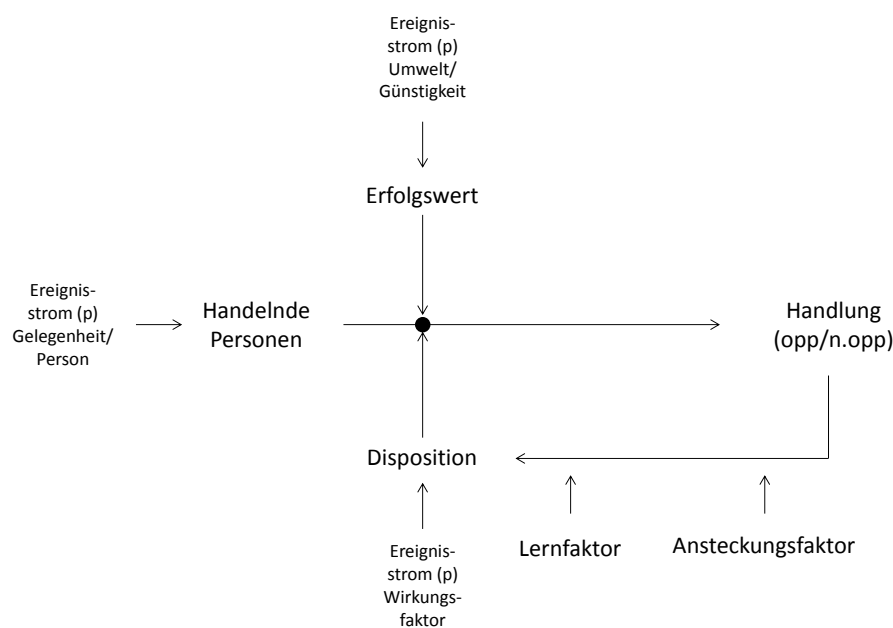 Ereignis-
strom (p)
Umwelt/
Günstigkeit
Erfolgswert
Ereignis-
strom (p)
Gelegenheit/
Person
Handelnde
Personen
Handlung
(opp/n.opp)
Disposition
Ereignis-
strom (p)
Wirkungs-
faktor
Lernfaktor
Ansteckungsfaktor